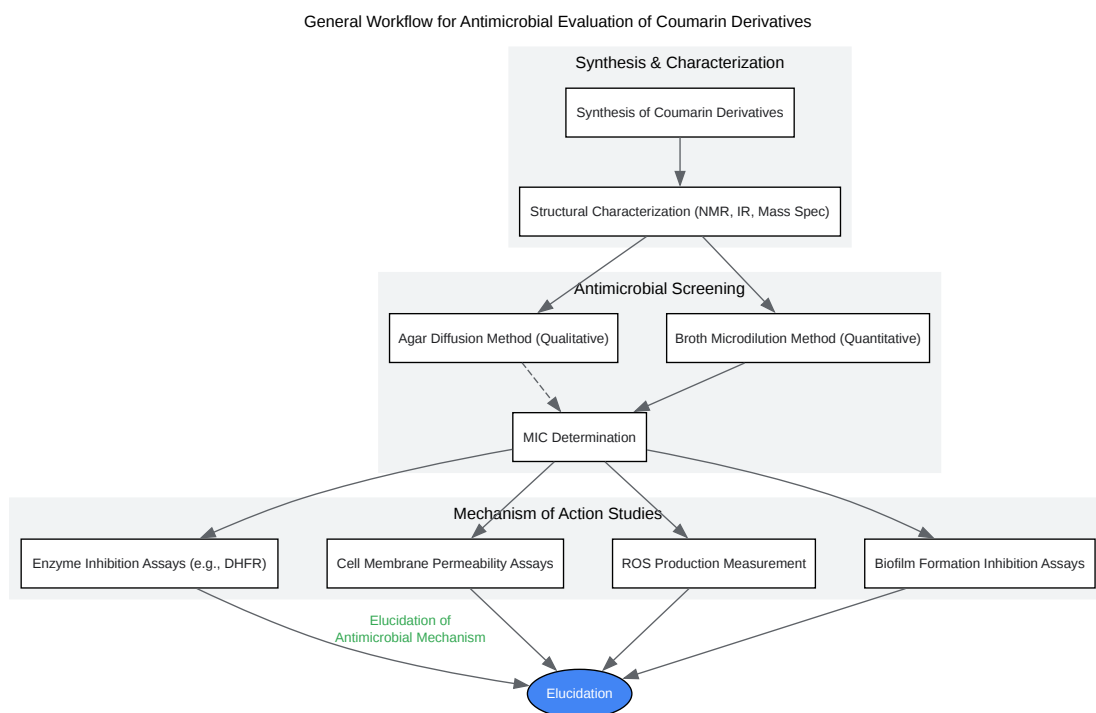 General Workflow for Antimicrobial Evaluation of Coumarin Derivatives
Synthesis & Characterization
Synthesis of Coumarin Derivatives
Structural Characterization (NMR, IR, Mass Spec)
Antimicrobial Screening
Agar Diffusion Method (Qualitative)
Broth Microdilution Method (Quantitative)
MIC Determination
Mechanism of Action Studies
Enzyme Inhibition Assays (e.g., DHFR)
Cell Membrane Permeability Assays
ROS Production Measurement
Biofilm Formation Inhibition Assays
Elucidation of
Antimicrobial Mechanism
Elucidation